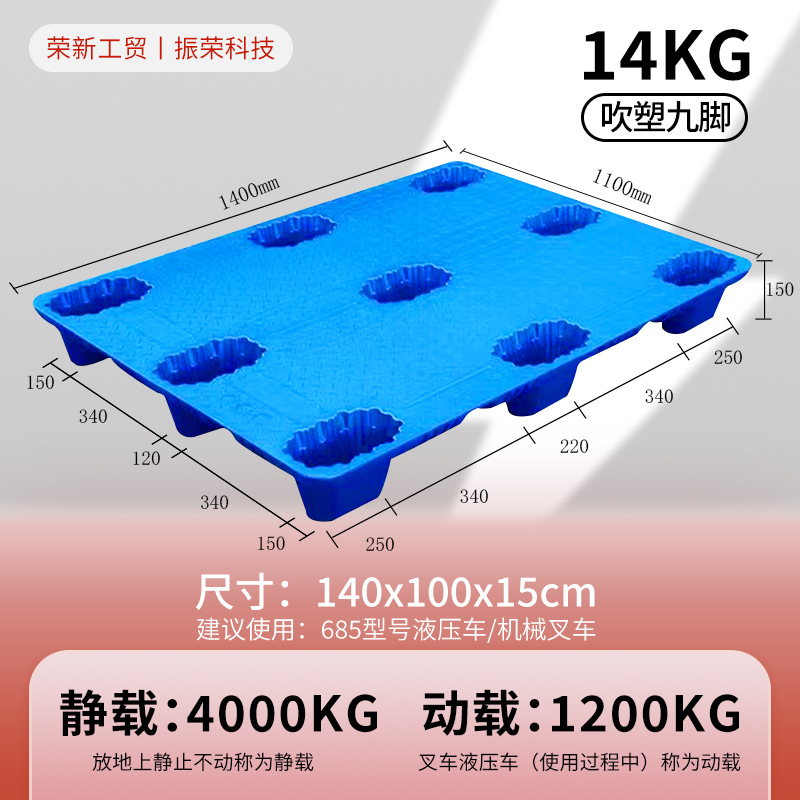 荣新工贸丨振荣科技
14KG
吹塑九脚
1400mm
1100mm
150
250
340
220
340
250
150
340
120
340
150
尺寸：140x100x15cm
建议使用：685型号液压车/机械叉车
静载：4000KG
放地上静止不动称为静载
动载：1200KG
叉车液压车（使用过程中）称为动载